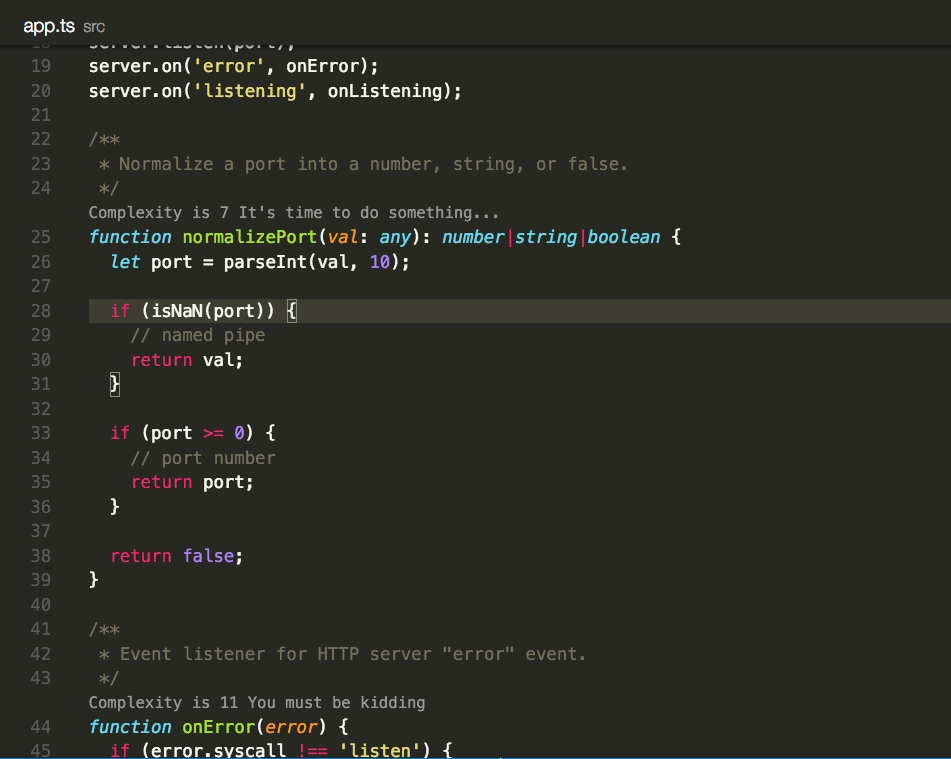 app.ts src
18 server.listen(port);
19 server.on('error', onError);
20 server.on('listening', onListening);
21
22 /**
23  * Normalize a port into a number, string, or false.
24  */
Complexity is 7 It's time to do something...
25 function normalizePort(val: any): number|string|boolean {
26   let port = parseInt(val, 10);
27
28   if (isNaN(port)) {
29     // named pipe
30     return val;
31   }
32
33   if (port >= 0) {
34     // port number
35     return port;
36   }
37
38   return false;
39 }
40
41 /**
42  * Event listener for HTTP server "error" event.
43  */
Complexity is 11 You must be kidding
44 function onError(error) {
45   if (error.syscall !== 'listen') {